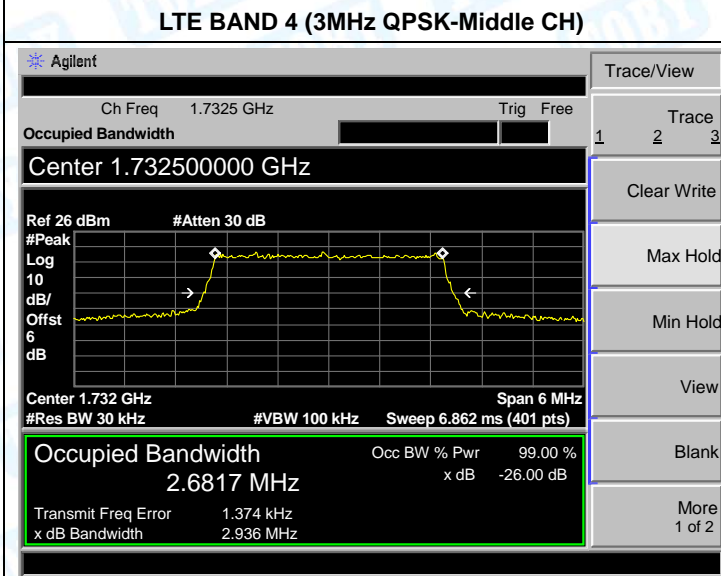 LTE BAND 4 (3MHz QPSK-Middle CH)
Agilent
Trace/View
Ch Freq 1.7325 GHz Trig Free
Occupied Bandwidth
Trace
1 2 3
Center 1.732500000 GHz
Clear Write
Ref 26 dBm #Atten 30 dB
#Peak
Log
10
dB/
Offst
6
dB
Max Hold
Min Hold
Center 1.732 GHz Span 6 MHz
#Res BW 30 kHz #VBW 100 kHz Sweep 6.862 ms (401 pts)
View
Occupied Bandwidth Occ BW % Pwr 99.00 %
2.6817 MHz x dB -26.00 dB
Blank
Transmit Freq Error 1.374 kHz
x dB Bandwidth 2.936 MHz
More
1 of 2